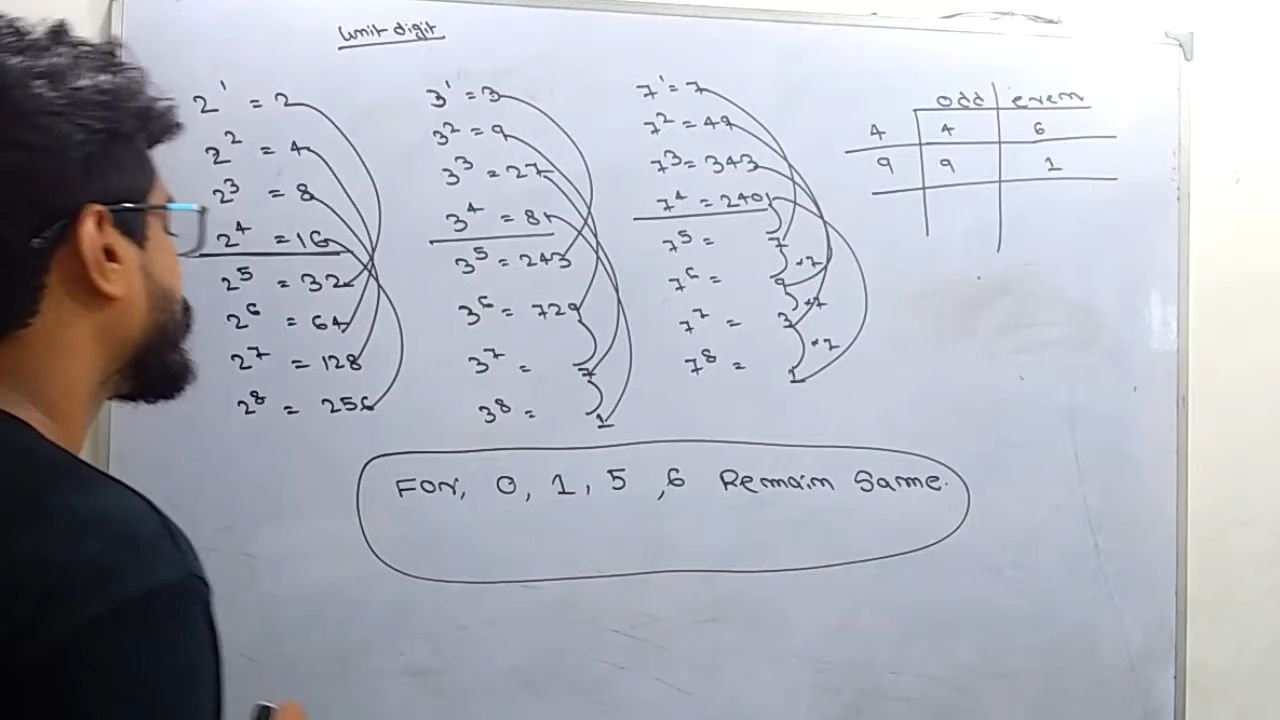 Unit digit
2¹ = 2
2² = 4
2³ = 8
2⁴ = 16
2⁵ = 32
2⁶ = 64
2⁷ = 128
2⁸ = 256
3¹ = 3
3² = 9
3³ = 27
3⁴ = 81
3⁵ = 243
3⁶ = 729
3⁷ = 7
3⁸ = 1
7¹ = 7
7² = 49
7³ = 343
7⁴ = 2401
7⁵ = 7
7⁶ = 9 *7
7⁷ = 3 *7
7⁸ = 1 *7
odd even
4 4 6
9 9 1
For, 0, 1, 5, 6 Remain Same.